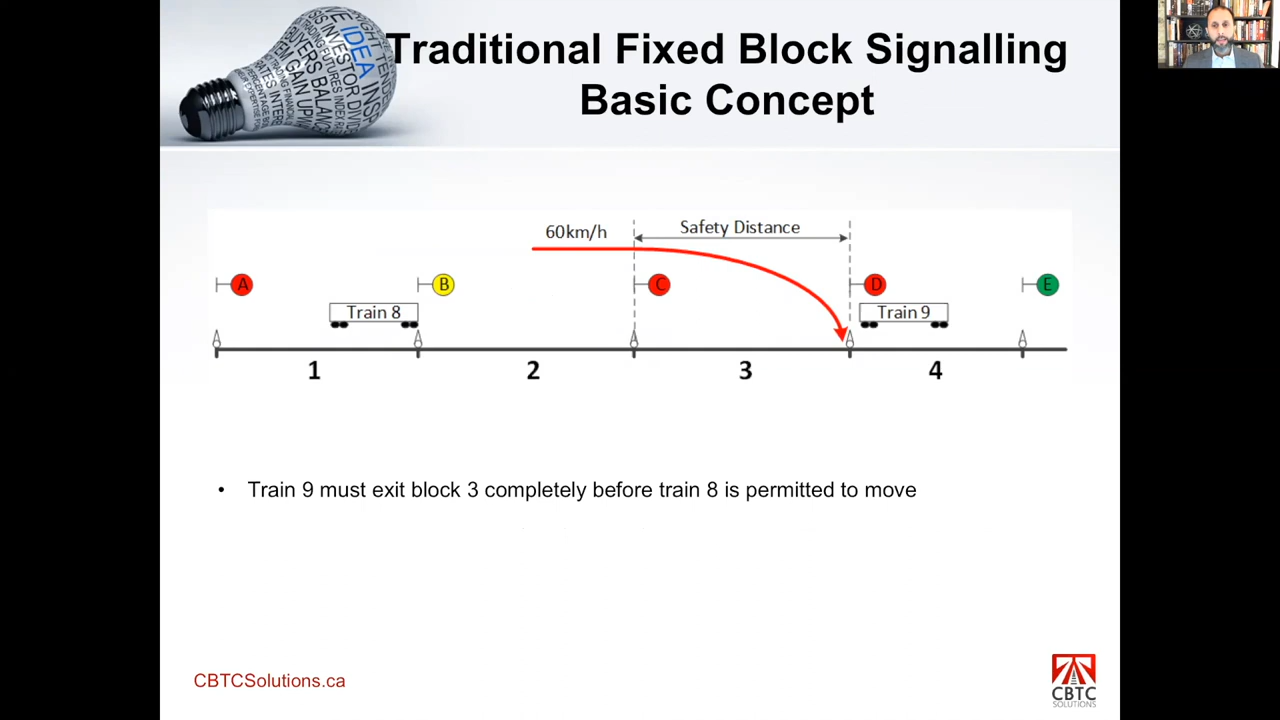 Traditional Fixed Block Signalling
Basic Concept
IDEA
60km/h
Safety Distance
A
B
C
D
E
Train 8
Train 9
1
2
3
4
• Train 9 must exit block 3 completely before train 8 is permitted to move
CBTCSolutions.ca
CBTC
SOLUTIONS